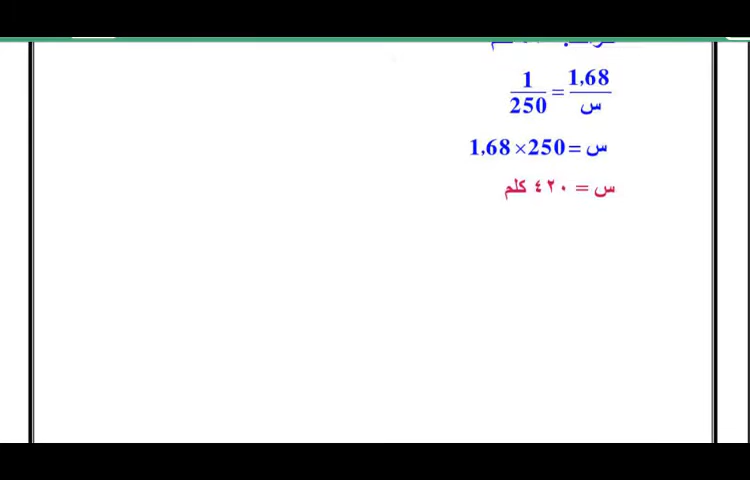 1,68 / س = 1 / 250
س = 250 × 1,68
س = ٤٢٠ كلم